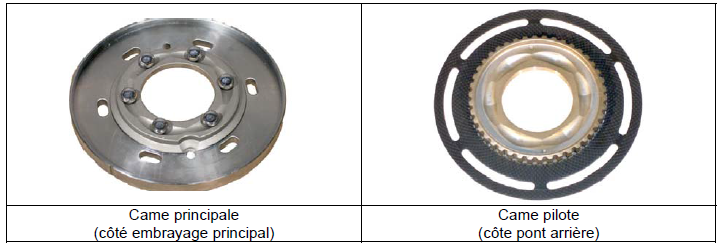 Came principale
(côté embrayage principal)
Came pilote
(côte pont arrière)